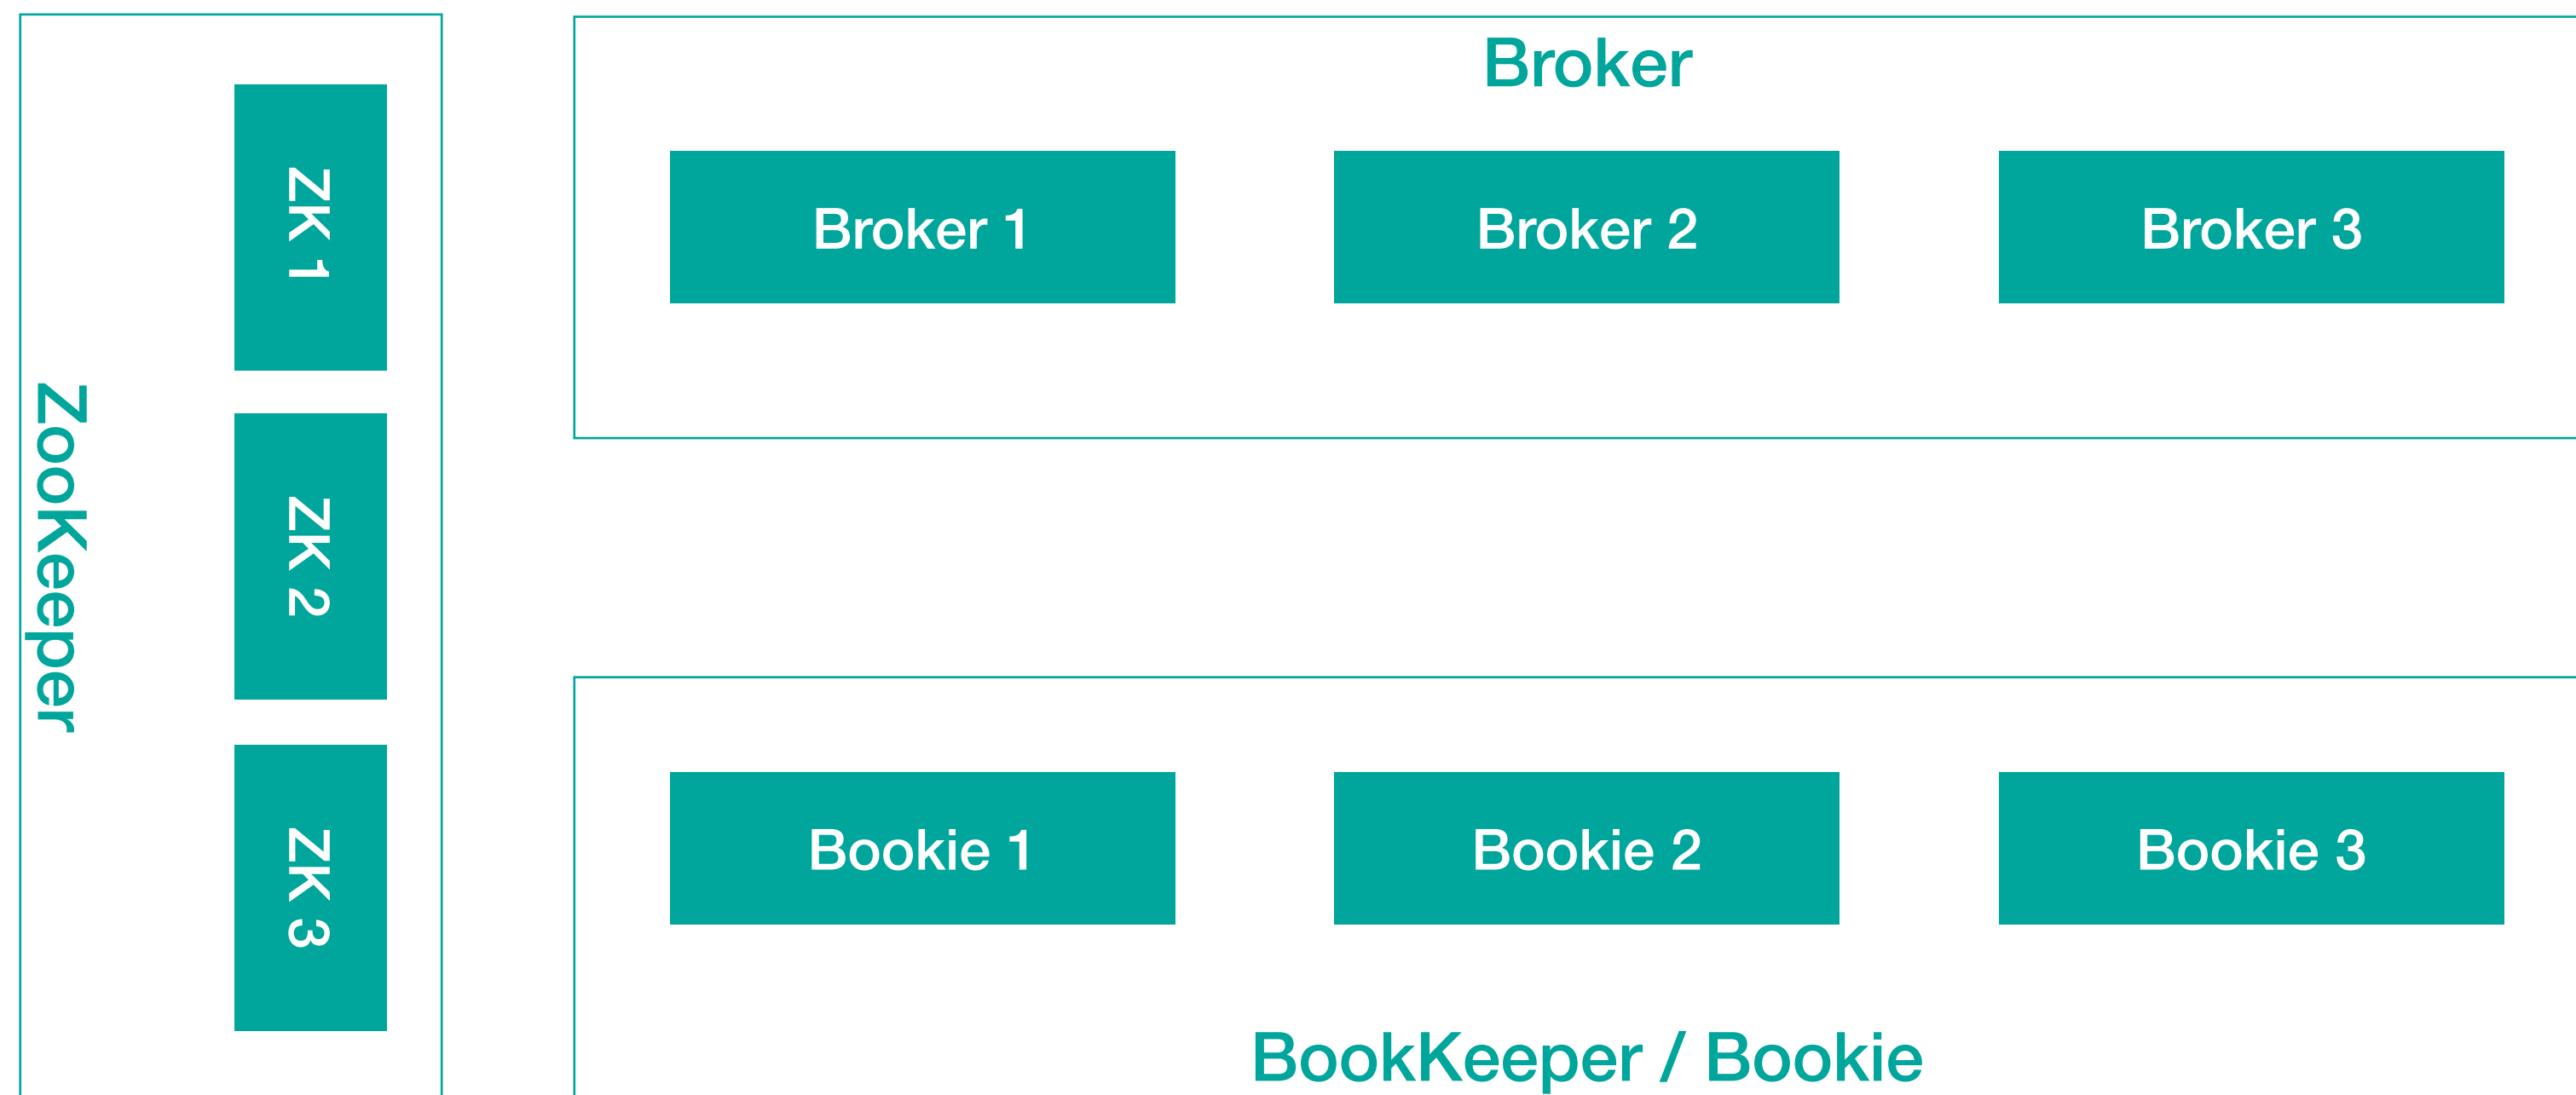 ZooKeeper
ZK 1
ZK 2
ZK 3
Broker
Broker 1
Broker 2
Broker 3
Bookie 1
Bookie 2
Bookie 3
BookKeeper / Bookie